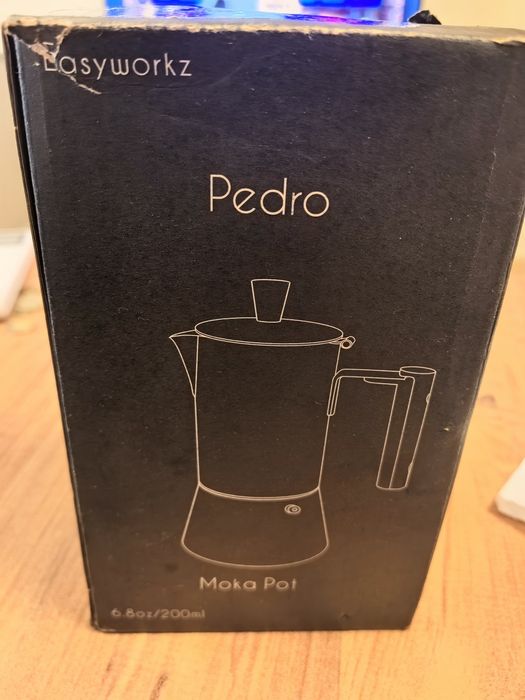 Easyworkz
Pedro
Moka Pot
6.8oz/200ml